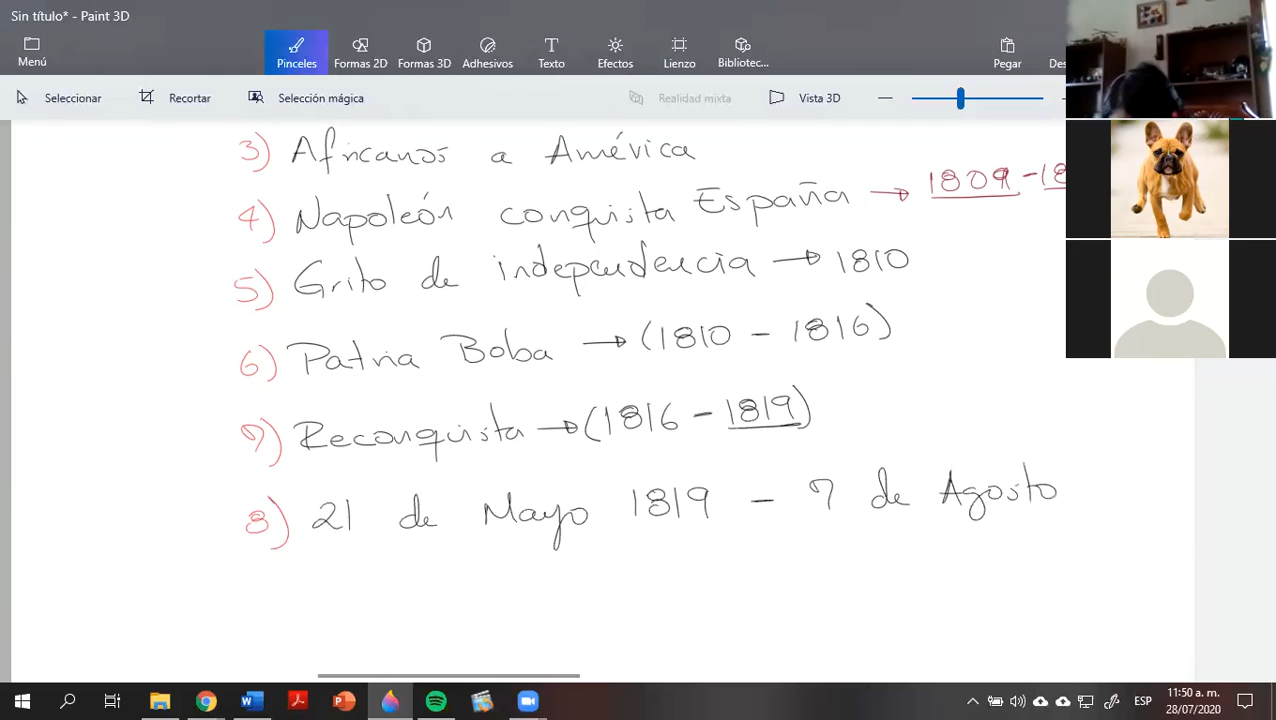 Sin título* - Paint 3D
Menú
Pinceles
Formas 2D
Formas 3D
Adhesivos
Texto
Efectos
Lienzo
Bibliotec...
Pegar
Seleccionar
Recortar
Selección mágica
Realidad mixta
Vista 3D
3) Africanos a América
4) Napoleón conquista España → 1809 - 18
5) Grito de independencia → 1810
6) Patria Boba → (1810 - 1816)
7) Reconquista → (1816 - 1819)
8) 21 de Mayo 1819 - 7 de Agosto
ESP
11:50 a. m.
28/07/2020